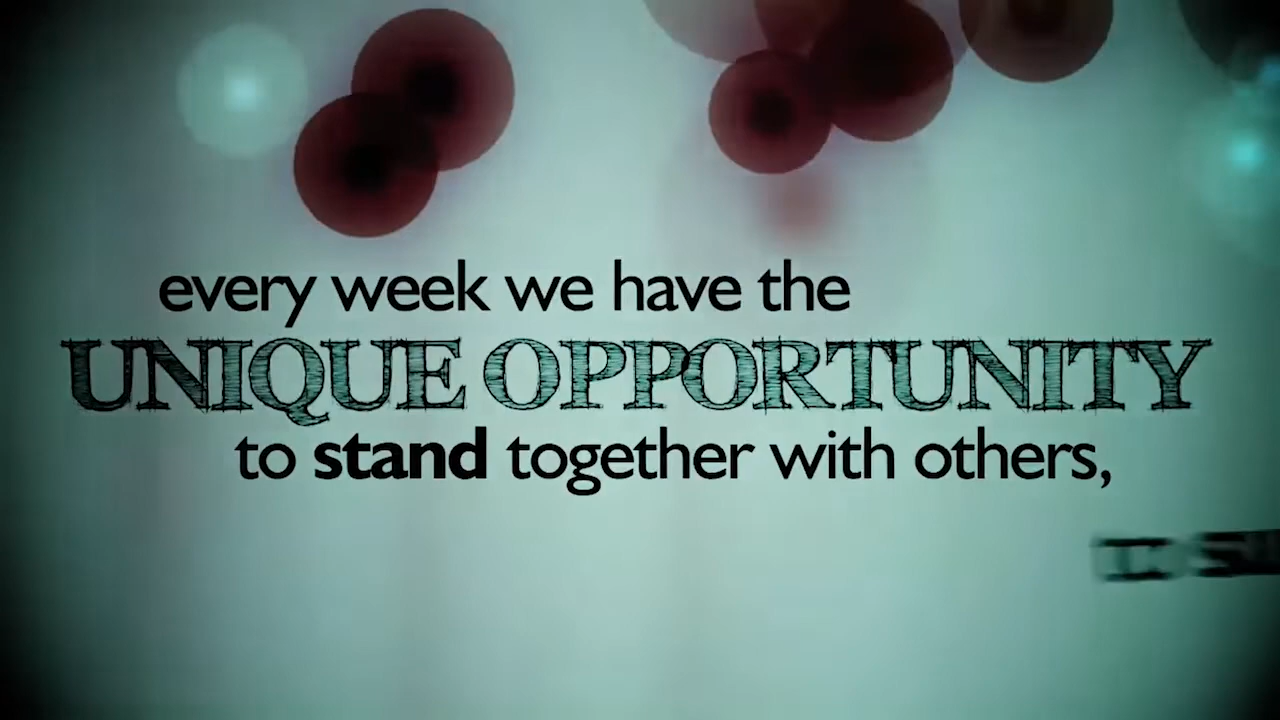 every week we have the
UNIQUE OPPORTUNITY
to stand together with others,